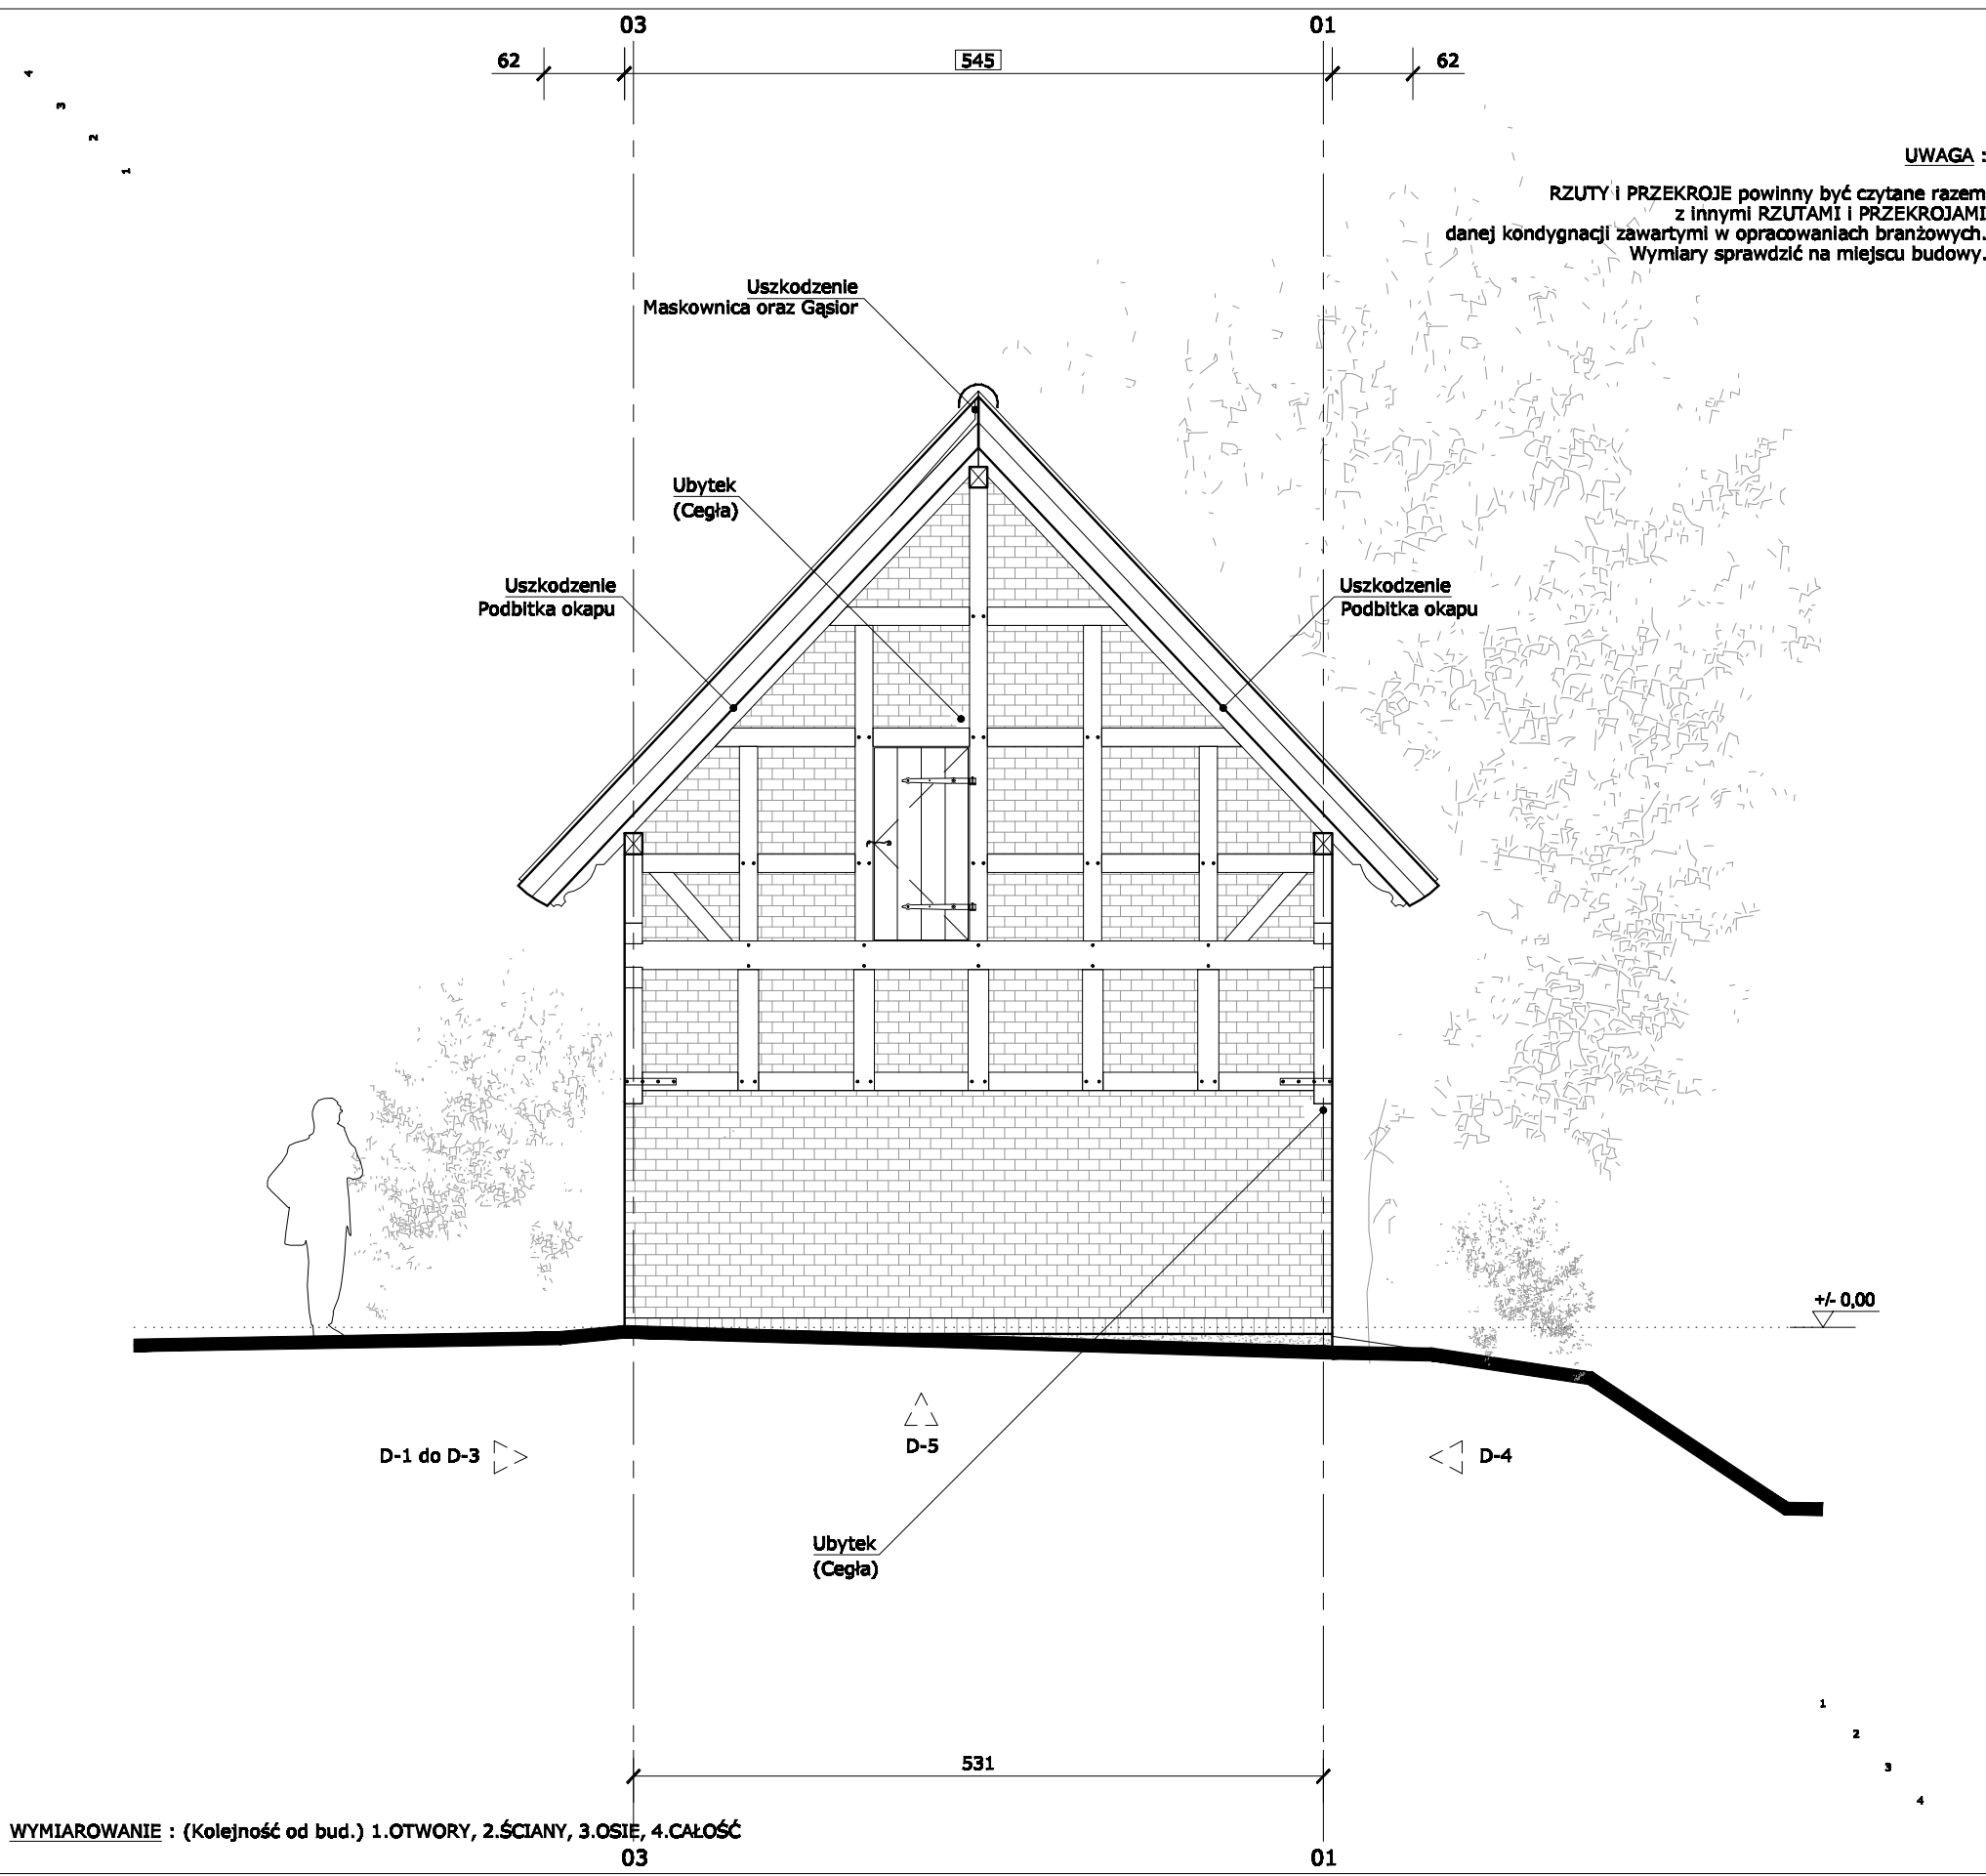 03
01
62
545
62
4
3
2
1
UWAGA :
RZUTY i PRZEKROJE powinny być czytane razem
z innymi RZUTAMI i PRZEKROJAMI
danej kondygnacji zawartymi w opracowaniach branżowych.
Wymiary sprawdzić na miejscu budowy.
Uszkodzenie
Maskownica oraz Gąsior
Ubytek
(Cegła)
Uszkodzenie
Podbitka okapu
Uszkodzenie
Podbitka okapu
+/- 0,00
D-1 do D-3
D-5
D-4
Ubytek
(Cegła)
1
2
3
4
531
WYMIAROWANIE : (Kolejność od bud.) 1.OTWORY, 2.ŚCIANY, 3.OSIE, 4.CAŁOŚĆ
03
01